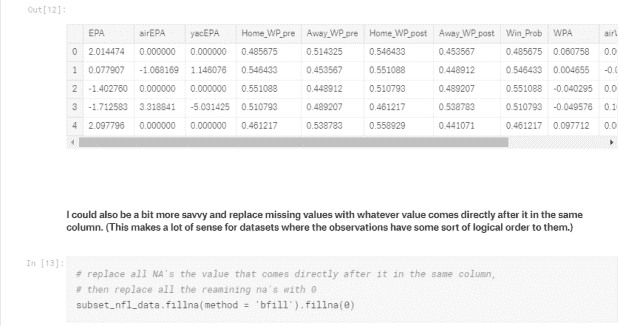 Out[12]:
EPA airEPA yacEPA Home_WP_pre Away_WP_pre Home_WP_post Away_WP_post Win_Prob WPA
0 2.014474 0.000000 0.000000 0.485675 0.514325 0.546433 0.453567 0.485675 0.060758 0.0
1 0.077907 -1.068169 1.146076 0.546433 0.453567 0.551088 0.448912 0.546433 0.004655 -0.0
2 -1.402760 0.000000 0.000000 0.551088 0.448912 0.510793 0.489207 0.551088 -0.040295 0.0
3 -1.712583 3.318841 -5.031425 0.510793 0.489207 0.461217 0.538783 0.510793 -0.049576 0.1
4 2.097796 0.000000 0.000000 0.461217 0.538783 0.558929 0.441071 0.461217 0.097712 0.0
I could also be a bit more savvy and replace missing values with whatever value comes directly after it in the same
column. (This makes a lot of sense for datasets where the observations have some sort of logical order to them.)
In [13]:
# replace all NA's the value that comes directly after it in the same column,
# then replace all the reamining na's with 0
subset_nfl_data.fillna(method = 'bfill').fillna(0)